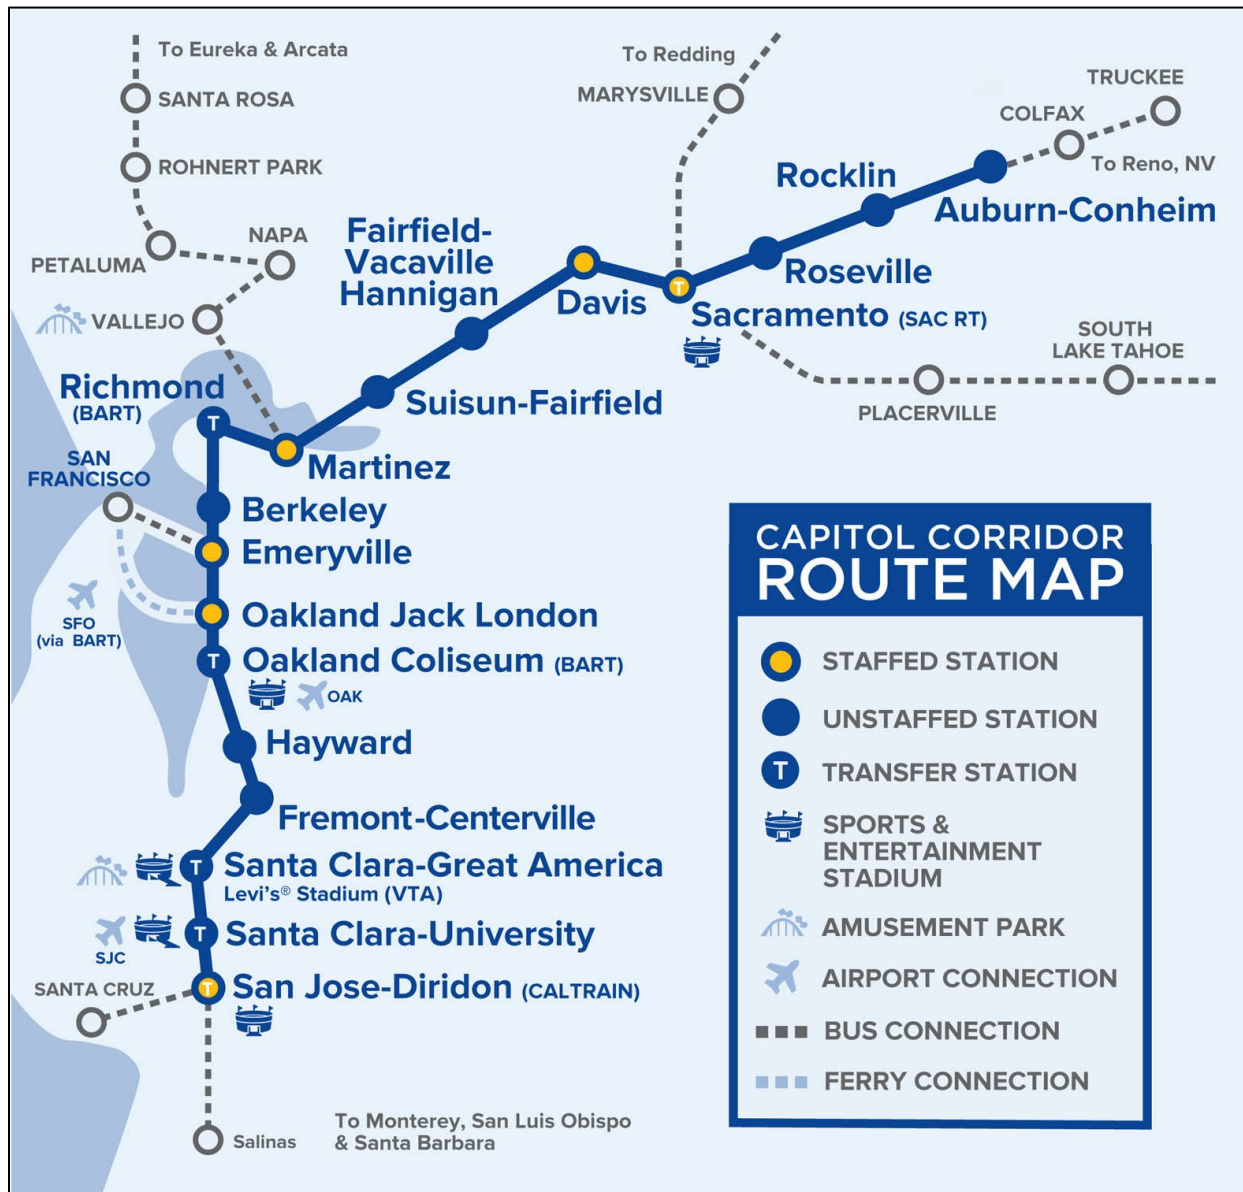 To Eureka & Arcata
SANTA ROSA
ROHNERT PARK
PETALUMA
NAPA
VALLEJO
To Redding
MARYSVILLE
TRUCKEE
COLFAX
To Reno, NV
Rocklin
Auburn-Conheim
Roseville
Fairfield-
Vacaville
Hannigan
Davis
Sacramento (SAC RT)
T
SOUTH
LAKE TAHOE
PLACERVILLE
Suisun-Fairfield
Richmond
(BART)
T
Martinez
SAN
FRANCISCO
Berkeley
Emeryville
SFO
(via BART)
Oakland Jack London
T
Oakland Coliseum (BART)
OAK
Hayward
Fremont-Centerville
T
Santa Clara-Great America
Levi's® Stadium (VTA)
T
Santa Clara-University
SJC
SANTA CRUZ
T
San Jose-Diridon (CALTRAIN)
Salinas
To Monterey, San Luis Obispo
& Santa Barbara
CAPITOL CORRIDOR
ROUTE MAP
STAFFED STATION
UNSTAFFED STATION
T
TRANSFER STATION
SPORTS &
ENTERTAINMENT
STADIUM
AMUSEMENT PARK
AIRPORT CONNECTION
BUS CONNECTION
FERRY CONNECTION